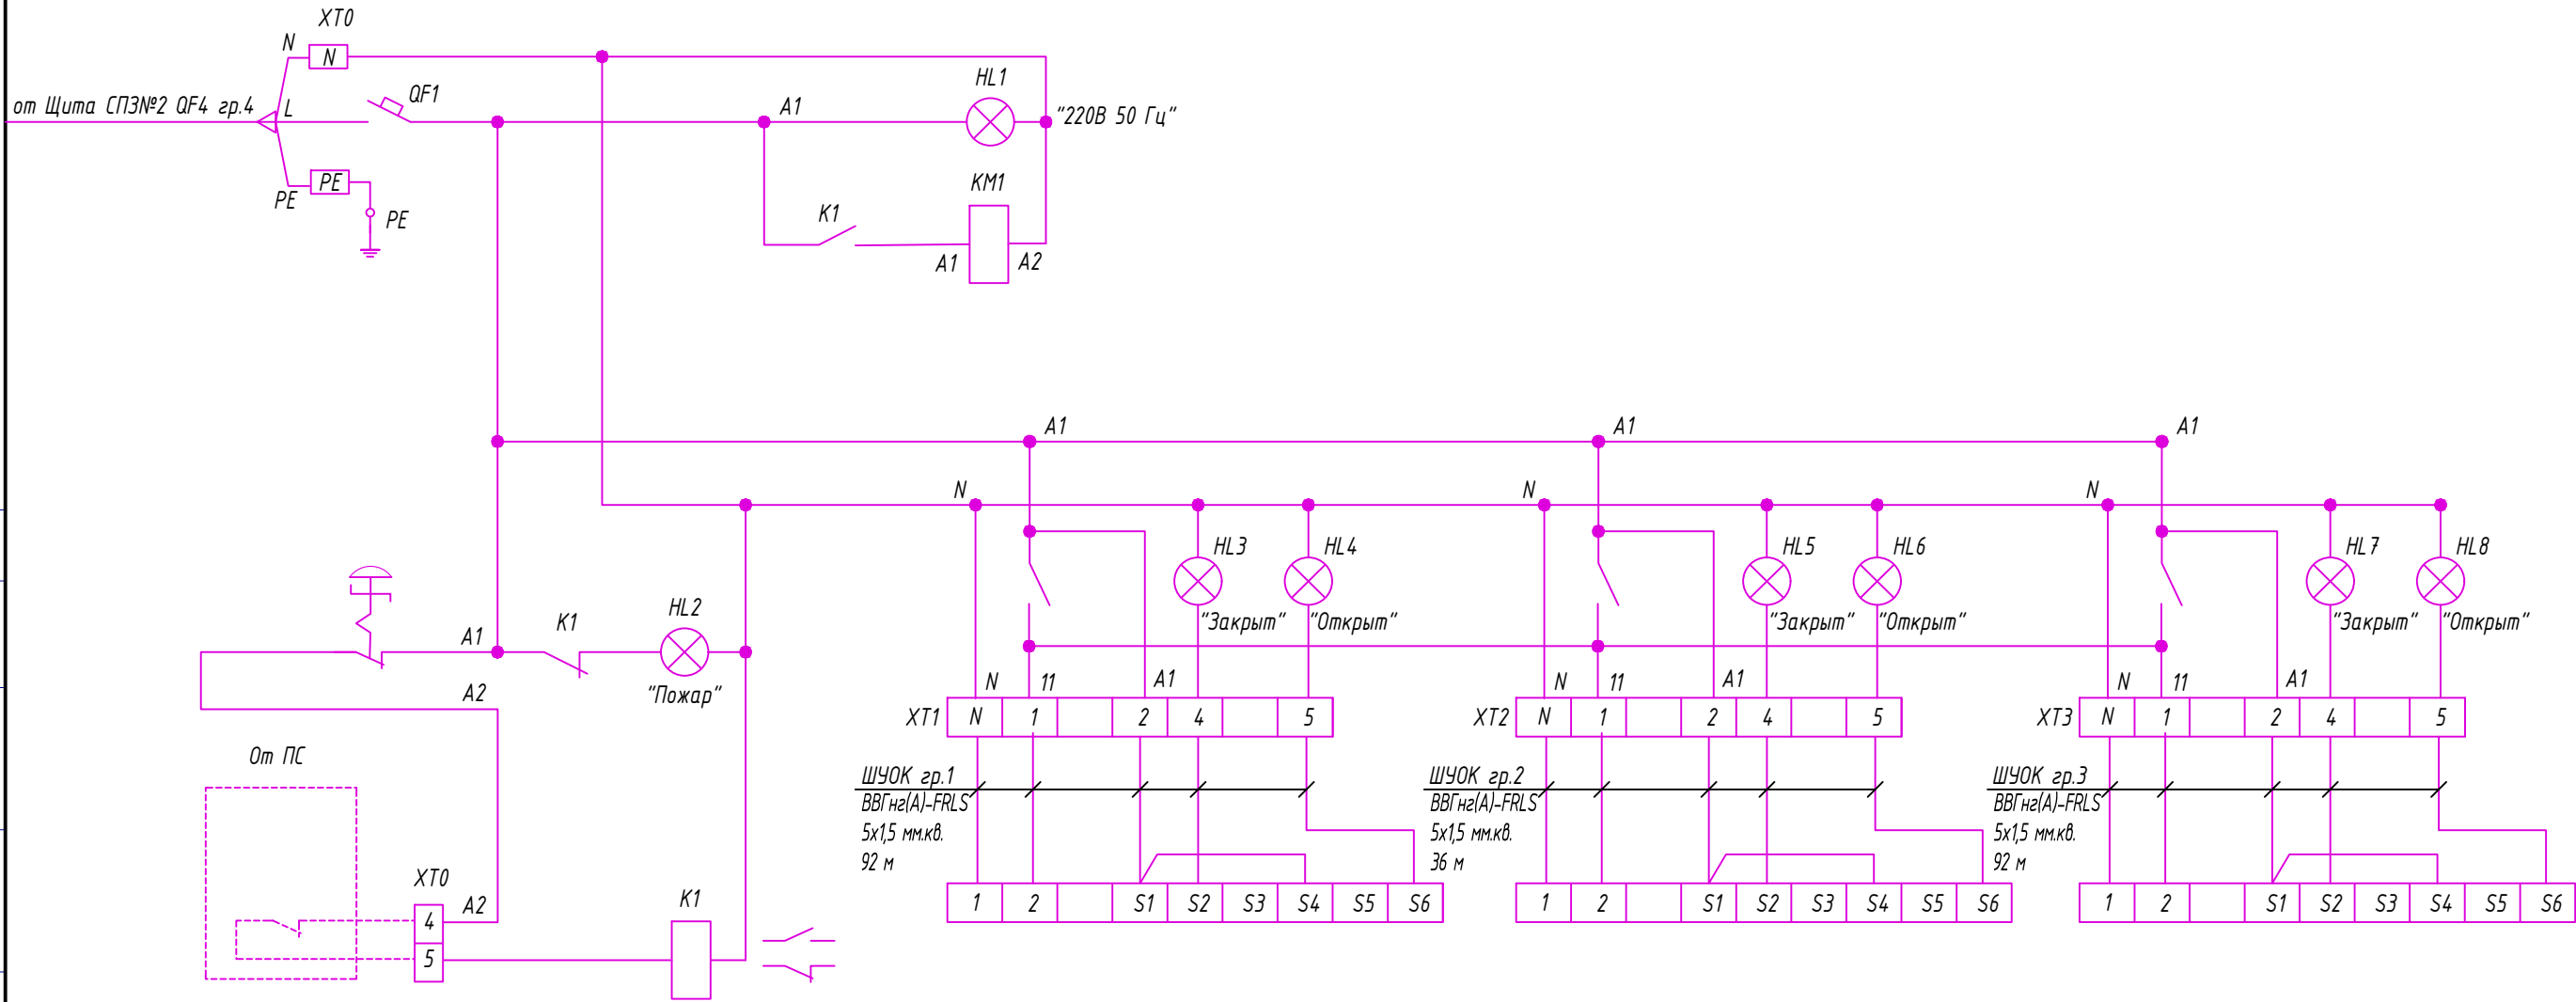 XT0
N
N
от Щита СПЗ№2 QF4 гр.4
L
QF1
A1
HL1
"220В 50 Гц"
PE
PE
PE
K1
KM1
A1
A2
A1
A1
A1
N
N
N
HL3
HL4
HL5
HL6
HL7
HL8
"Закрыт"
"Открыт"
"Закрыт"
"Открыт"
"Закрыт"
"Открыт"
A1
K1
HL2
"Пожар"
A2
N
11
A1
N
11
A1
N
11
A1
XT1
N
1
2
4
5
XT2
N
1
2
4
5
XT3
N
1
2
4
5
От ПС
ШУОК гр.1
ВВГнг(А)-FRLS
5х1,5 мм.кв.
92 м
ШУОК гр.2
ВВГнг(А)-FRLS
5х1,5 мм.кв.
36 м
ШУОК гр.3
ВВГнг(А)-FRLS
5х1,5 мм.кв.
92 м
XT0
4
5
A2
K1
1
2
S1
S2
S3
S4
S5
S6
1
2
S1
S2
S3
S4
S5
S6
1
2
S1
S2
S3
S4
S5
S6